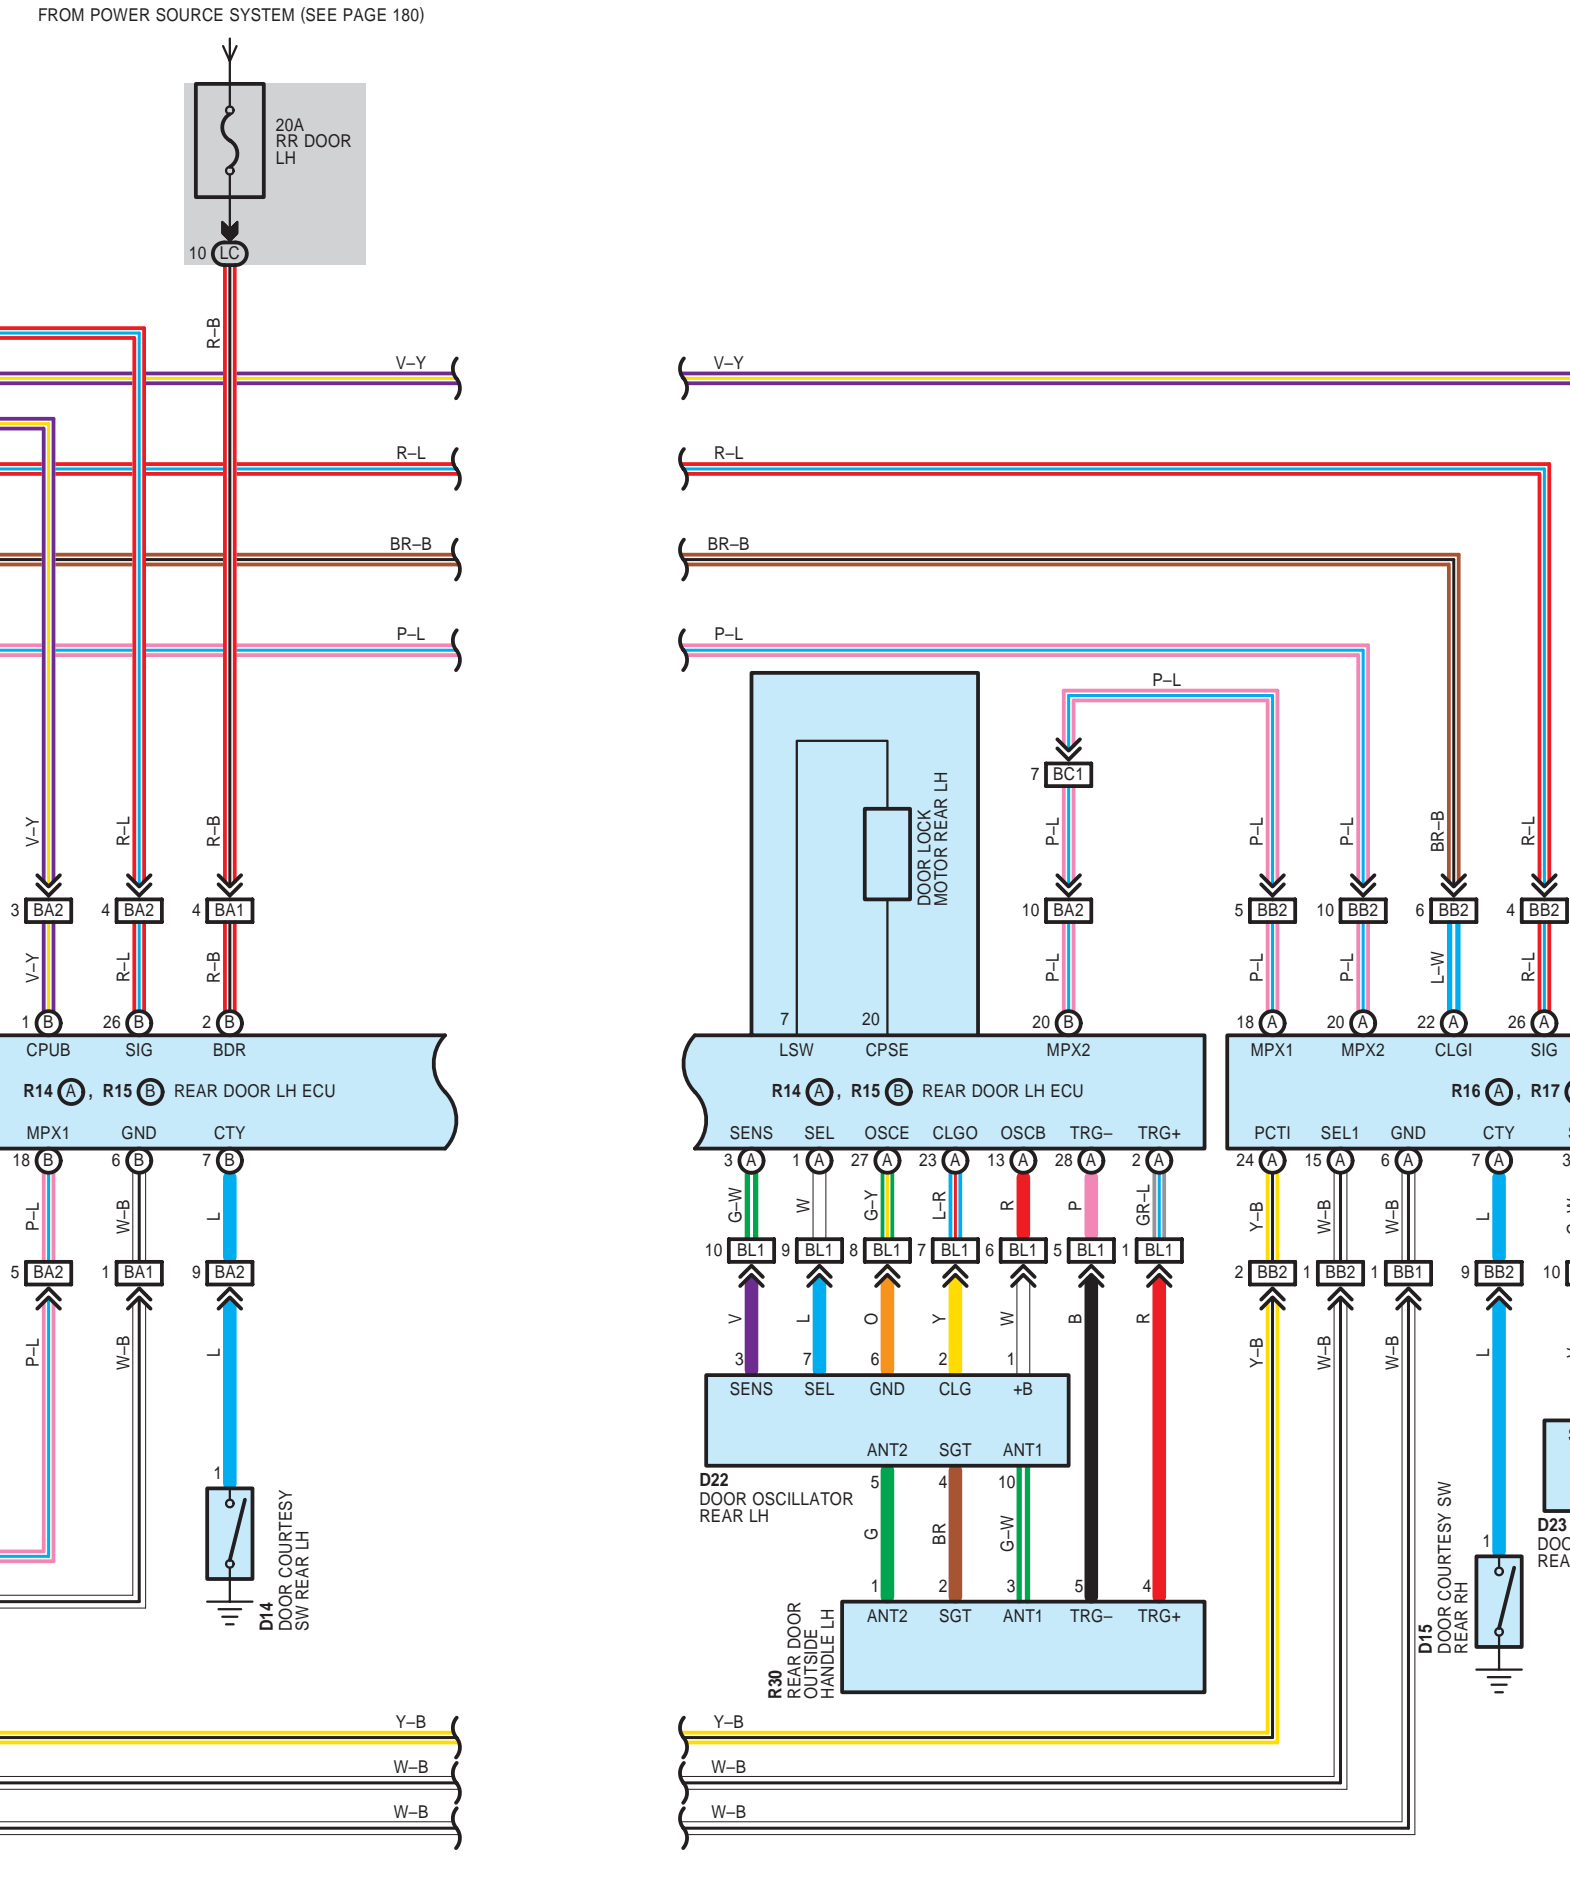 FROM POWER SOURCE SYSTEM (SEE PAGE 180)
20A
RR DOOR
LH
10 LC
R–B
V–Y V–Y
R–L R–L
BR–B BR–B
P–L P–L
P–L
7 BC1
DOOR LOCK
MOTOR REAR LH
V–Y R–L R–B P–L P–L P–L BR–B R–L
3 BA2 4 BA2 4 BA1 10 BA2 5 BB2 10 BB2 6 BB2 4 BB2
V–Y R–L R–B P–L P–L P–L L–W R–L
1 B 26 B 2 B 7 20 20 B 18 A 20 A 22 A 26 A
CPUB SIG BDR LSW CPSE MPX2 MPX1 MPX2 CLGI SIG
R14 A , R15 B REAR DOOR LH ECU R14 A , R15 B REAR DOOR LH ECU R16 A , R17
MPX1 GND CTY SENS SEL OSCE CLGO OSCB TRG– TRG+ PCTI SEL1 GND CTY
18 B 6 B 7 B 3 A 1 A 27 A 23 A 13 A 28 A 2 A 24 A 15 A 6 A 7 A 3
P–L W–B L G–W W G–Y L–R R P GR–L Y–B W–B W–B L
10 BL1 9 BL1 8 BL1 7 BL1 6 BL1 5 BL1 1 BL1
5 BA2 1 BA1 9 BA2 2 BB2 1 BB2 1 BB1 9 BB2 10
P–L W–B L V L O Y W B R Y–B W–B W–B L
3 7 6 2 1
SENS SEL GND CLG +B
ANT2 SGT ANT1
1 5 4 10
D22
DOOR OSCILLATOR
REAR LH
G BR G–W
D14
DOOR COURTESY
SW REAR LH
D15
DOOR COURTESY SW
REAR RH
1
D23
DOO
REA
1 2 3 5 4
ANT2 SGT ANT1 TRG– TRG+
R30
REAR DOOR
OUTSIDE
HANDLE LH
Y–B Y–B
W–B W–B
W–B W–B